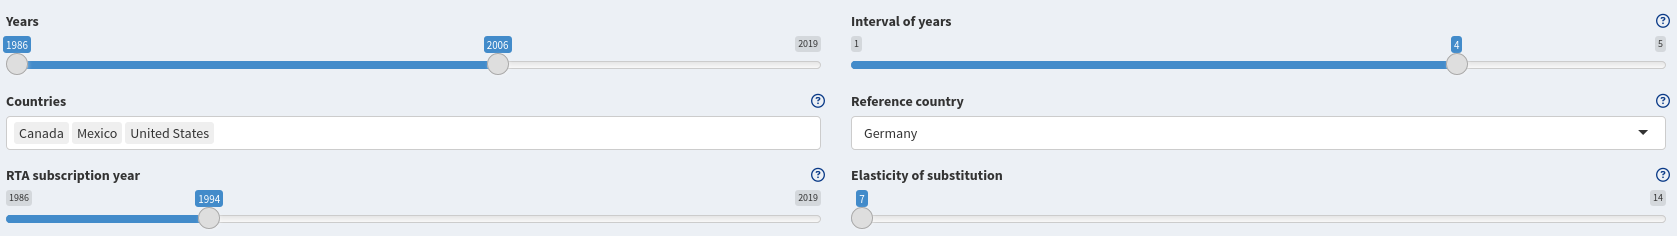 Years
1986 2006 2019
Interval of years ?
1 4 5
Countries ?
Canada Mexico United States
Reference country ?
Germany
RTA subscription year ?
1986 1994 2019
Elasticity of substitution ?
7 14